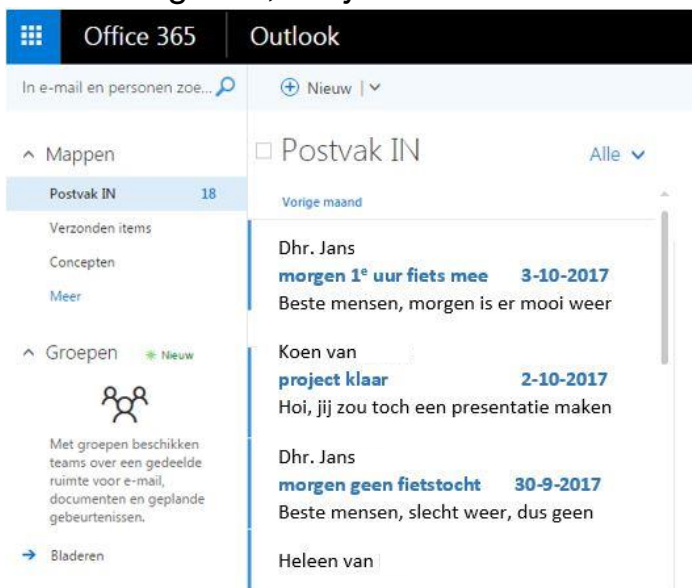 Office 365 Outlook
In e-mail en personen zoe...
Nieuw
Mappen
Postvak IN 18
Verzonden items
Concepten
Meer
Groepen Nieuw
Met groepen beschikken
teams over een gedeelde
ruimte voor e-mail,
documenten en geplande
gebeurtenissen.
Bladeren
Postvak IN Alle
Vorige maand
Dhr. Jans
morgen 1e uur fiets mee 3-10-2017
Beste mensen, morgen is er mooi weer
Koen van
project klaar 2-10-2017
Hoi, jij zou toch een presentatie maken
Dhr. Jans
morgen geen fietstocht 30-9-2017
Beste mensen, slecht weer, dus geen
Heleen van